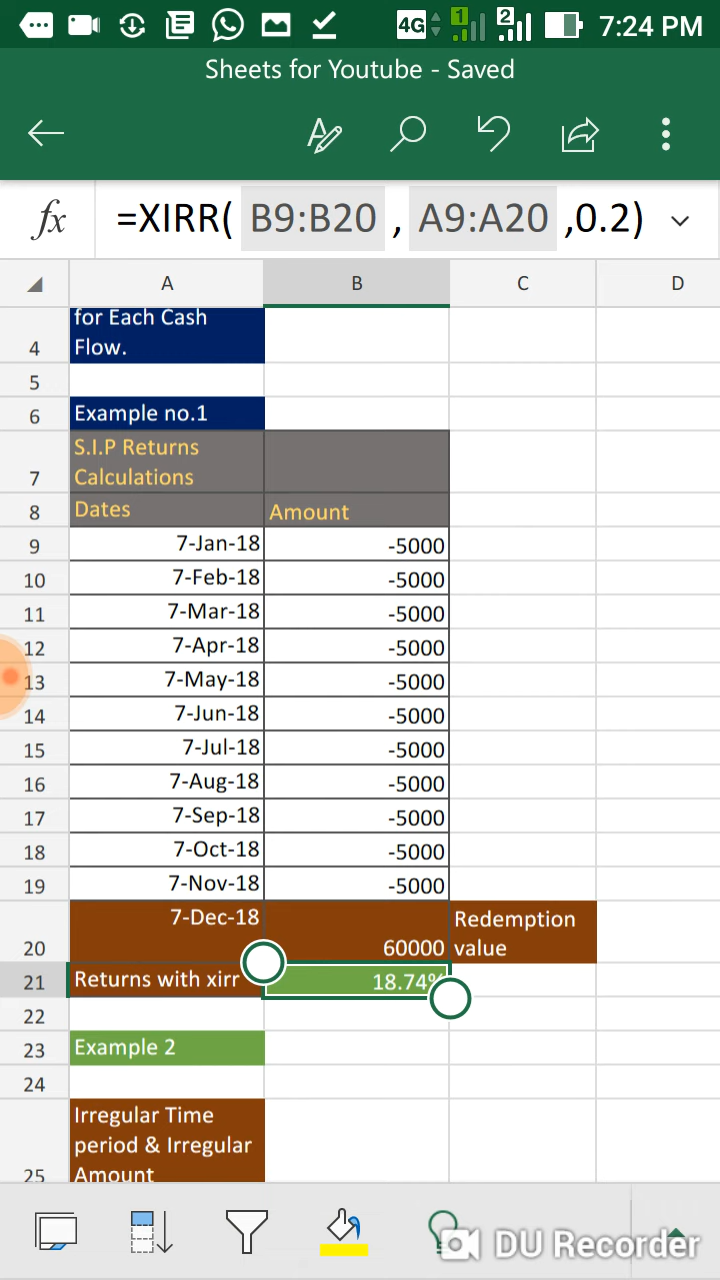 4G 1 2 7:24 PM
Sheets for Youtube - Saved
fx =XIRR( B9:B20 , A9:A20 ,0.2)
A B C D
for Each Cash
4 Flow.
5
6 Example no.1
S.I.P Returns
7 Calculations
8 Dates Amount
9 7-Jan-18 -5000
10 7-Feb-18 -5000
11 7-Mar-18 -5000
12 7-Apr-18 -5000
13 7-May-18 -5000
14 7-Jun-18 -5000
15 7-Jul-18 -5000
16 7-Aug-18 -5000
17 7-Sep-18 -5000
18 7-Oct-18 -5000
19 7-Nov-18 -5000
7-Dec-18 Redemption
20 60000 value
21 Returns with xirr 18.74%
22
23 Example 2
24
Irregular Time
period & Irregular
25 Amount
DU Recorder